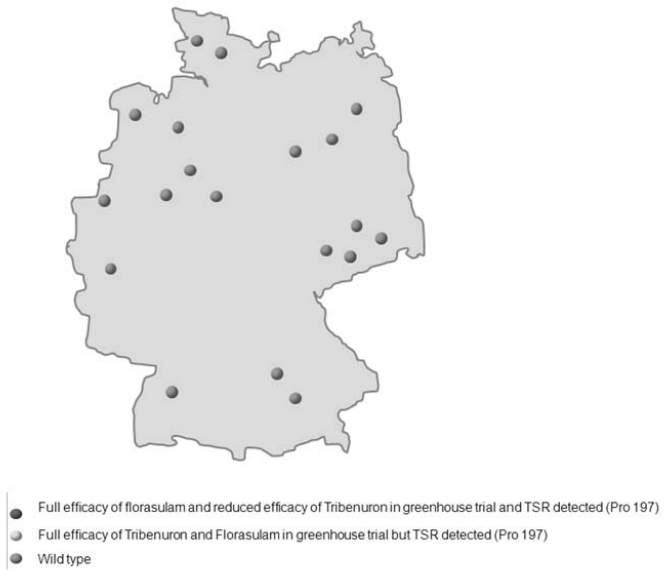 Full efficacy of florasulam and reduced efficacy of Tribenuron in greenhouse trial and TSR detected (Pro 197)
Full efficacy of Tribenuron and Florasulam in greenhouse trial but TSR detected (Pro 197)
Wild type